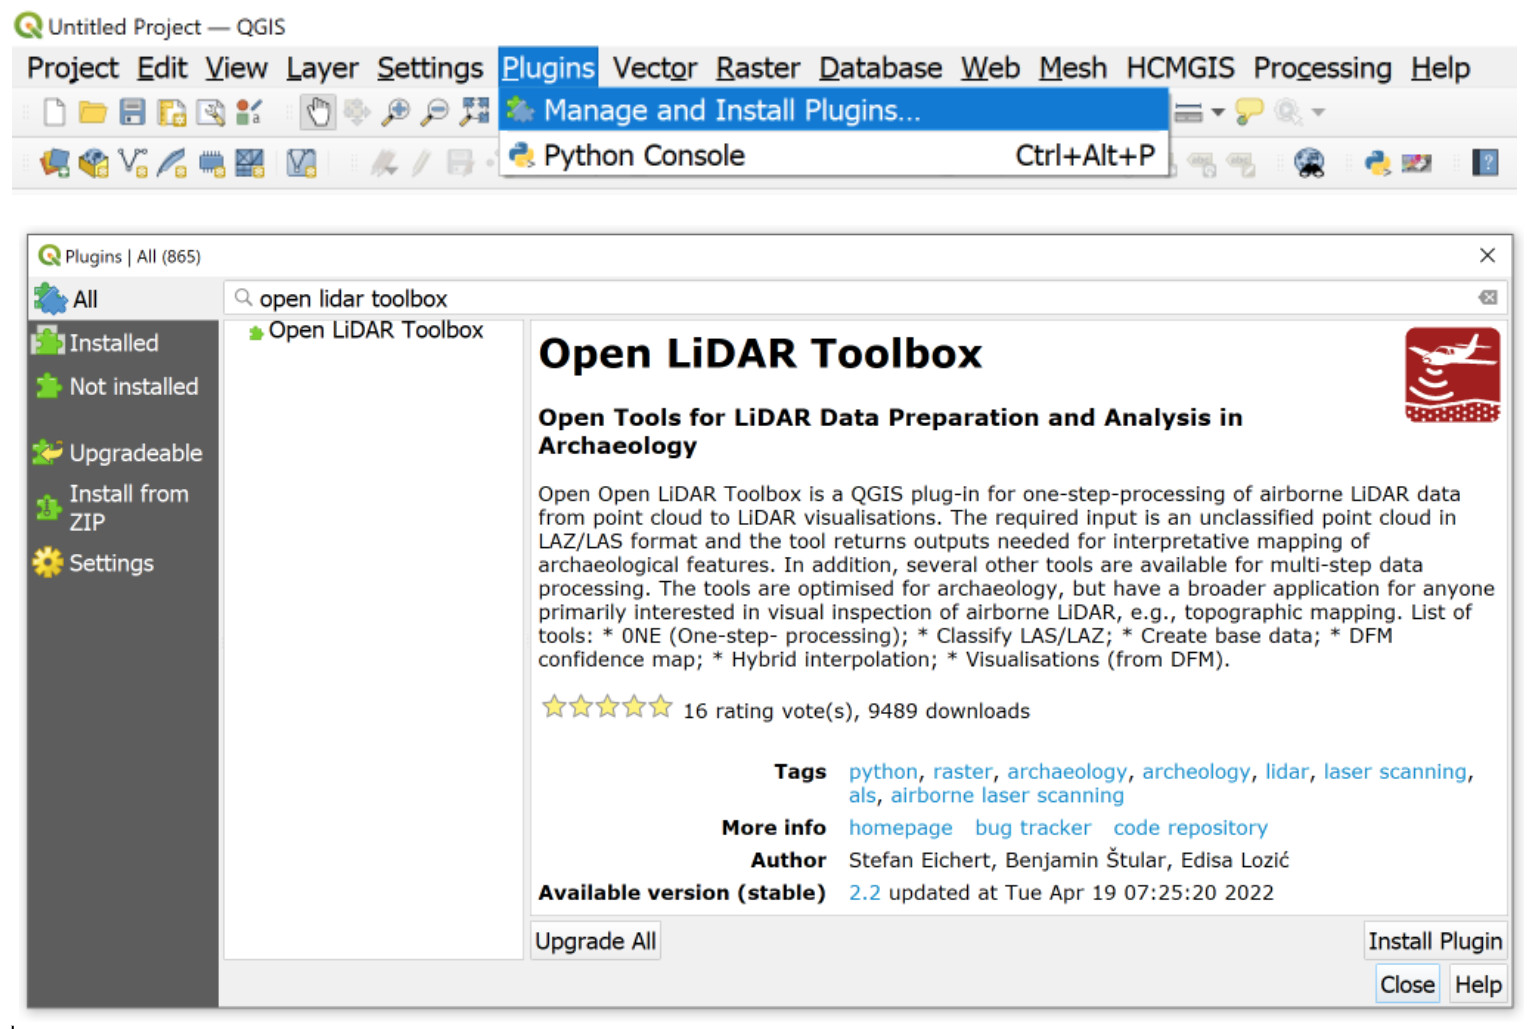 Untitled Project — QGIS
Project Edit View Layer Settings Plugins Vector Raster Database Web Mesh HCMGIS Processing Help
Manage and Install Plugins...
Python Console Ctrl+Alt+P
Plugins | All (865)
All
open lidar toolbox
Installed
Not installed
Upgradeable
Install from
ZIP
Settings
Open LiDAR Toolbox
Open LiDAR Toolbox
Open Tools for LiDAR Data Preparation and Analysis in
Archaeology
Open Open LiDAR Toolbox is a QGIS plug-in for one-step-processing of airborne LiDAR data
from point cloud to LiDAR visualisations. The required input is an unclassified point cloud in
LAZ/LAS format and the tool returns outputs needed for interpretative mapping of
archaeological features. In addition, several other tools are available for multi-step data
processing. The tools are optimised for archaeology, but have a broader application for anyone
primarily interested in visual inspection of airborne LiDAR, e.g., topographic mapping. List of
tools: * 0NE (One-step- processing); * Classify LAS/LAZ; * Create base data; * DFM
confidence map; * Hybrid interpolation; * Visualisations (from DFM).
16 rating vote(s), 9489 downloads
Tags python, raster, archaeology, archeology, lidar, laser scanning,
als, airborne laser scanning
More info homepage bug tracker code repository
Author Stefan Eichert, Benjamin Štular, Edisa Lozić
Available version (stable) 2.2 updated at Tue Apr 19 07:25:20 2022
Upgrade All Install Plugin
Close Help